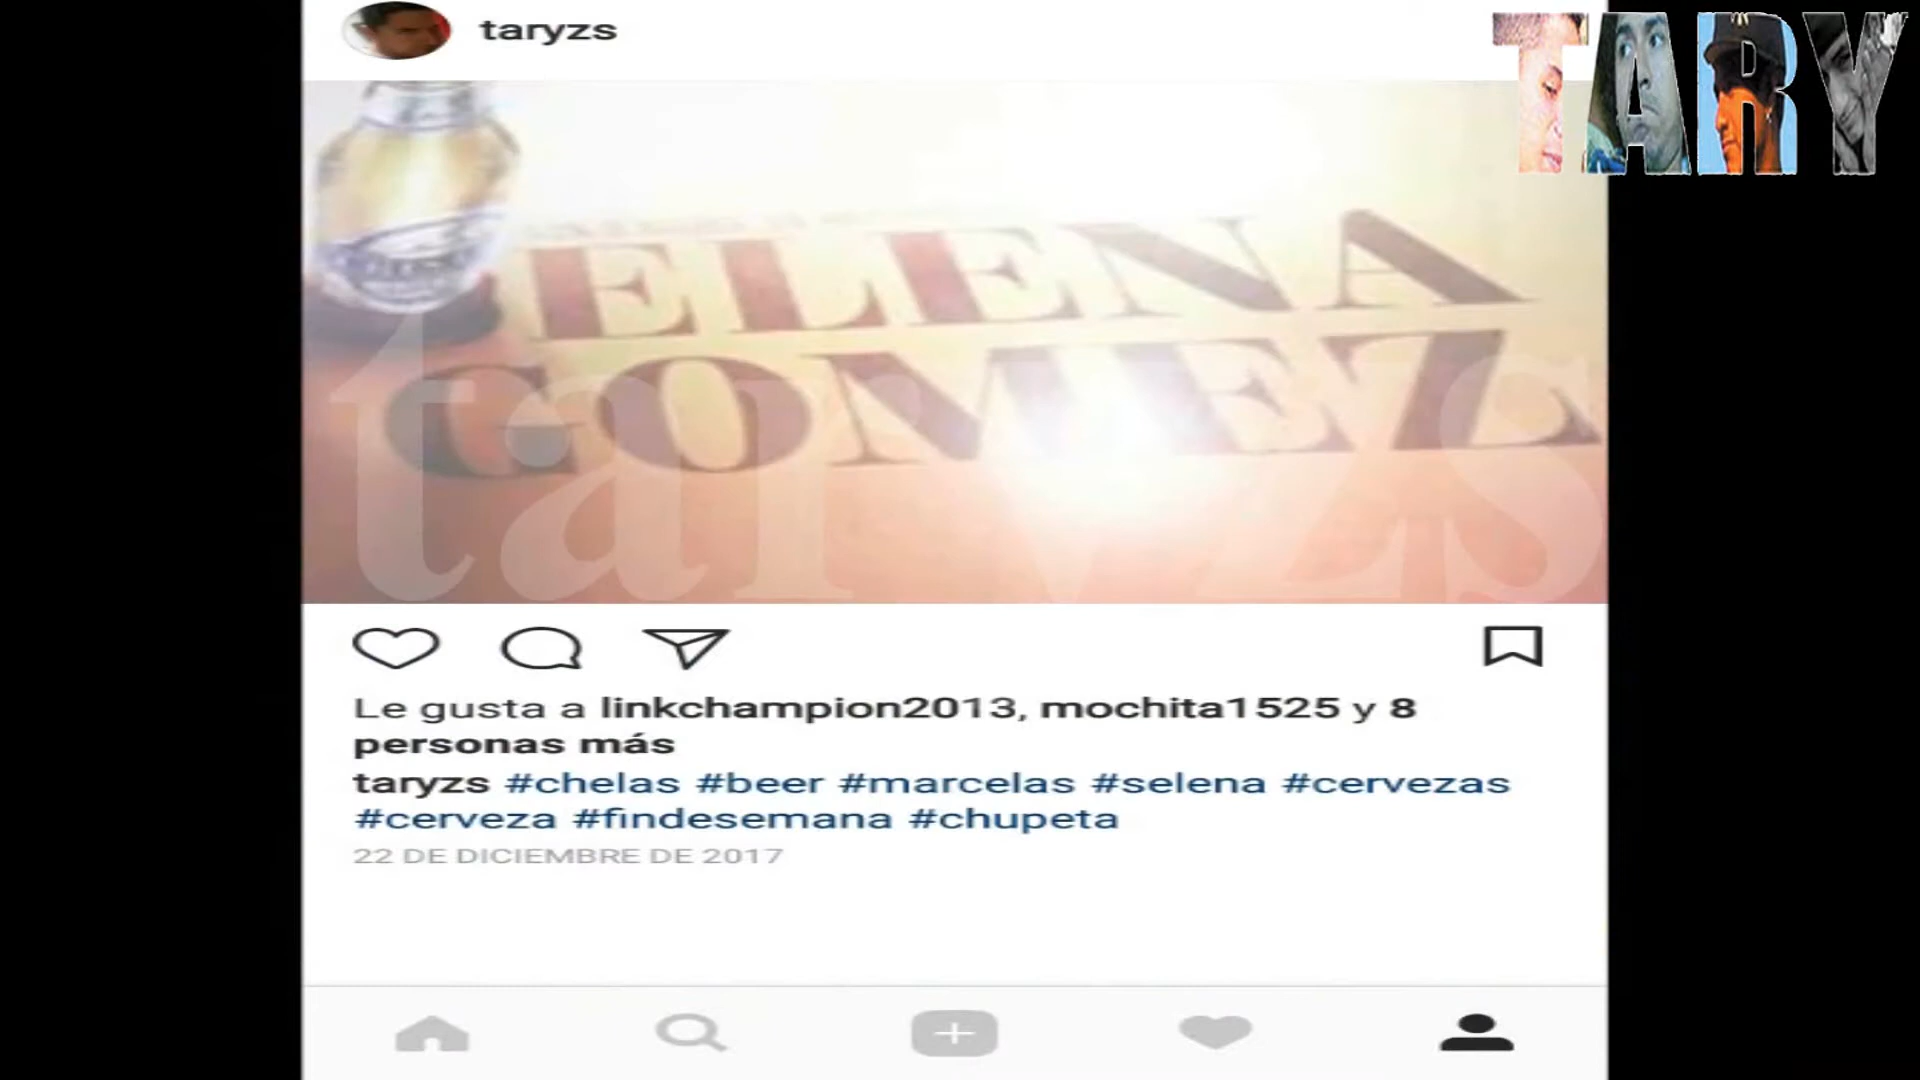 taryzs
TARY
SELENA
GOMEZ
taryzs
Le gusta a linkchampion2013, mochita1525 y 8
personas más
taryzs #chelas #beer #marcelas #selena #cervezas
#cerveza #findesemana #chupeta
22 DE DICIEMBRE DE 2017